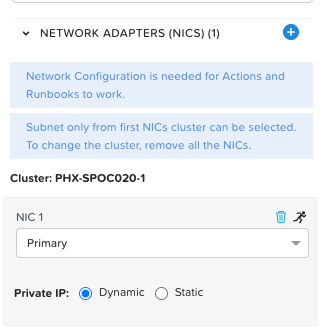 NETWORK ADAPTERS (NICS) (1)
Network Configuration is needed for Actions and
Runbooks to work.
Subnet only from first NICs cluster can be selected.
To change the cluster, remove all the NICs.
Cluster: PHX-SPOC020-1
NIC 1
Primary
Private IP: Dynamic Static